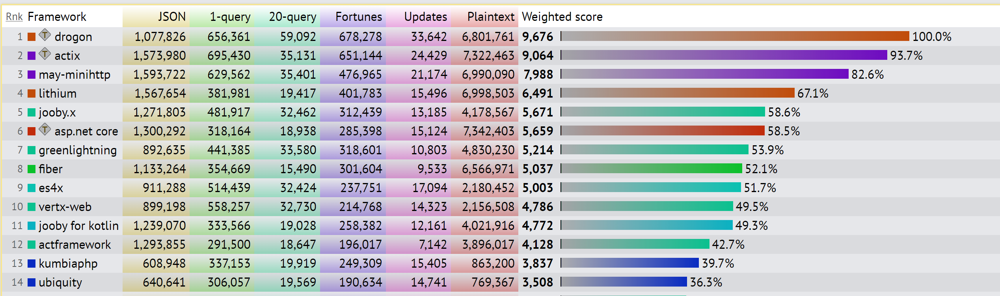 Rnk Framework JSON 1-query 20-query Fortunes Updates Plaintext Weighted score
1 T drogon 1,077,826 656,361 59,092 678,278 33,642 6,801,761 9,676 100.0%
2 T actix 1,573,980 695,430 35,131 651,144 24,429 7,322,463 9,064 93.7%
3 may-minihttp 1,593,722 629,562 35,401 476,965 21,174 6,990,090 7,988 82.6%
4 lithium 1,567,654 381,981 19,417 401,783 15,496 6,998,503 6,491 67.1%
5 jooby.x 1,271,803 481,917 32,462 312,439 13,185 4,178,567 5,671 58.6%
6 T asp.net core 1,300,292 318,164 18,938 285,398 15,124 7,342,403 5,659 58.5%
7 greenlightning 892,635 441,385 33,580 318,601 10,803 4,830,230 5,214 53.9%
8 fiber 1,133,264 354,669 15,490 301,604 9,533 6,566,971 5,037 52.1%
9 es4x 911,288 514,439 32,424 237,751 17,094 2,180,452 5,003 51.7%
10 vertx-web 899,198 558,257 32,730 214,768 14,323 2,156,508 4,786 49.5%
11 jooby for kotlin 1,239,070 333,566 19,028 258,382 12,161 4,021,916 4,772 49.3%
12 actframework 1,293,855 291,500 18,647 196,017 7,142 3,896,017 4,128 42.7%
13 kumbiaphp 608,948 337,153 19,919 249,309 15,405 863,200 3,837 39.7%
14 ubiquity 640,641 306,057 19,569 190,634 14,741 769,367 3,508 36.3%